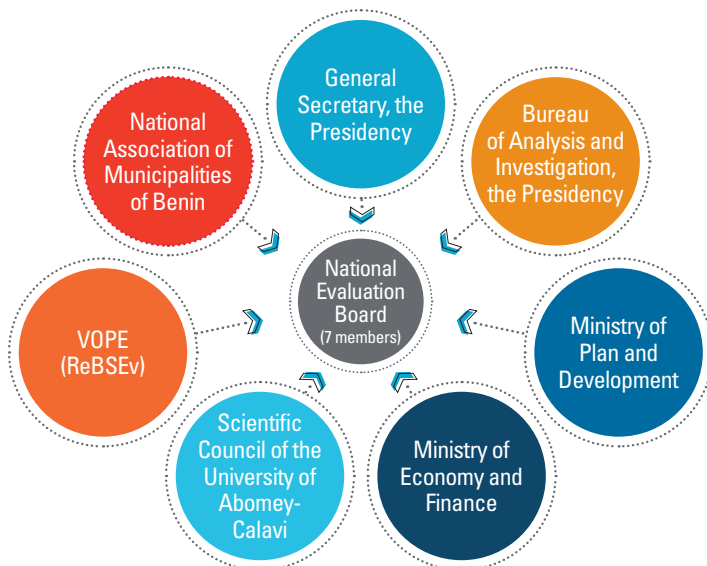 General
Secretary, the
Presidency
Bureau
of Analysis and
Investigation,
the Presidency
Ministry of
Plan and
Development
Ministry of
Economy and
Finance
Scientific
Council of the
University of
Abomey-
Calavi
VOPE
(ReBSEv)
National
Association of
Municipalities
of Benin
National
Evaluation
Board
(7 members)